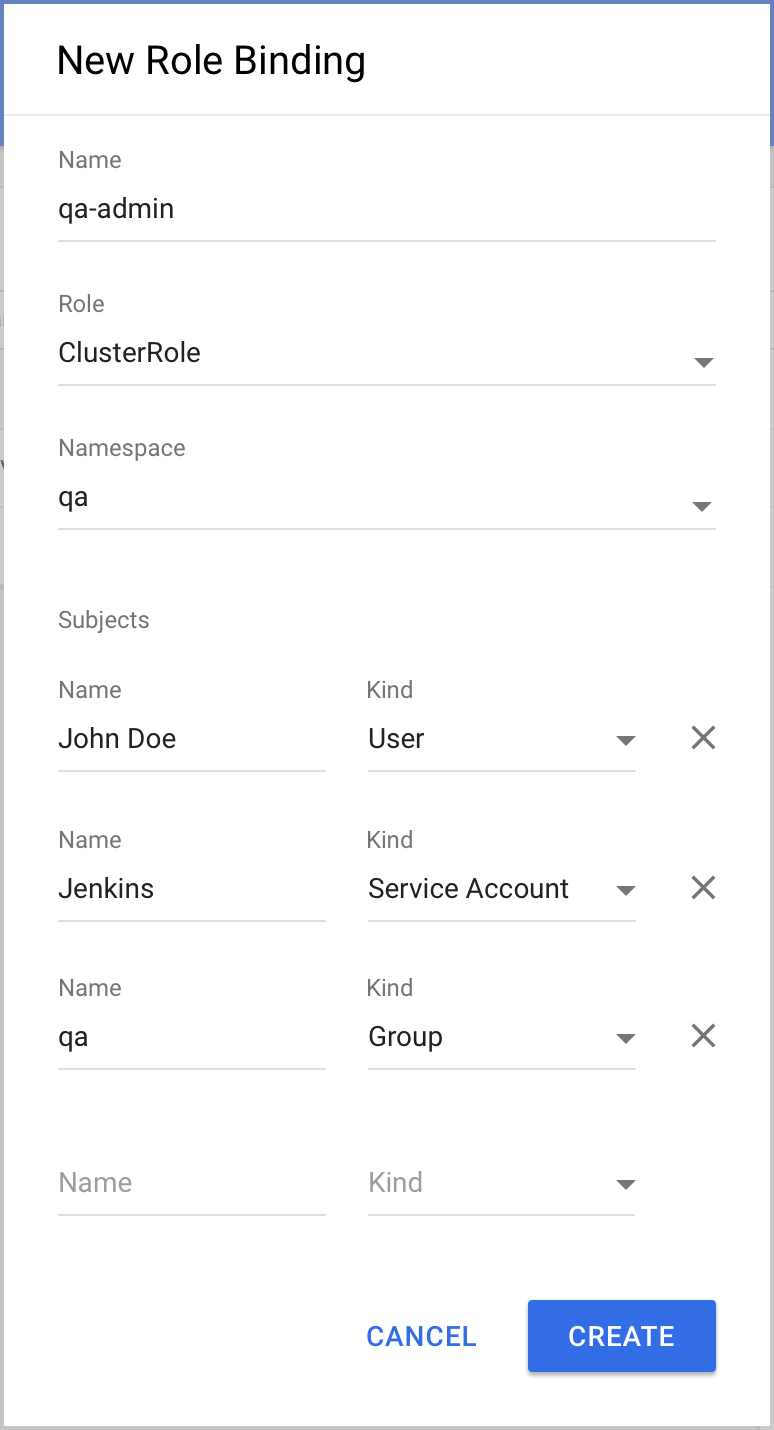 New Role Binding
Name
qa-admin
Role
ClusterRole
Namespace
qa
Subjects
Name Kind
John Doe User
Name Kind
Jenkins Service Account
Name Kind
qa Group
Name Kind
CANCEL CREATE